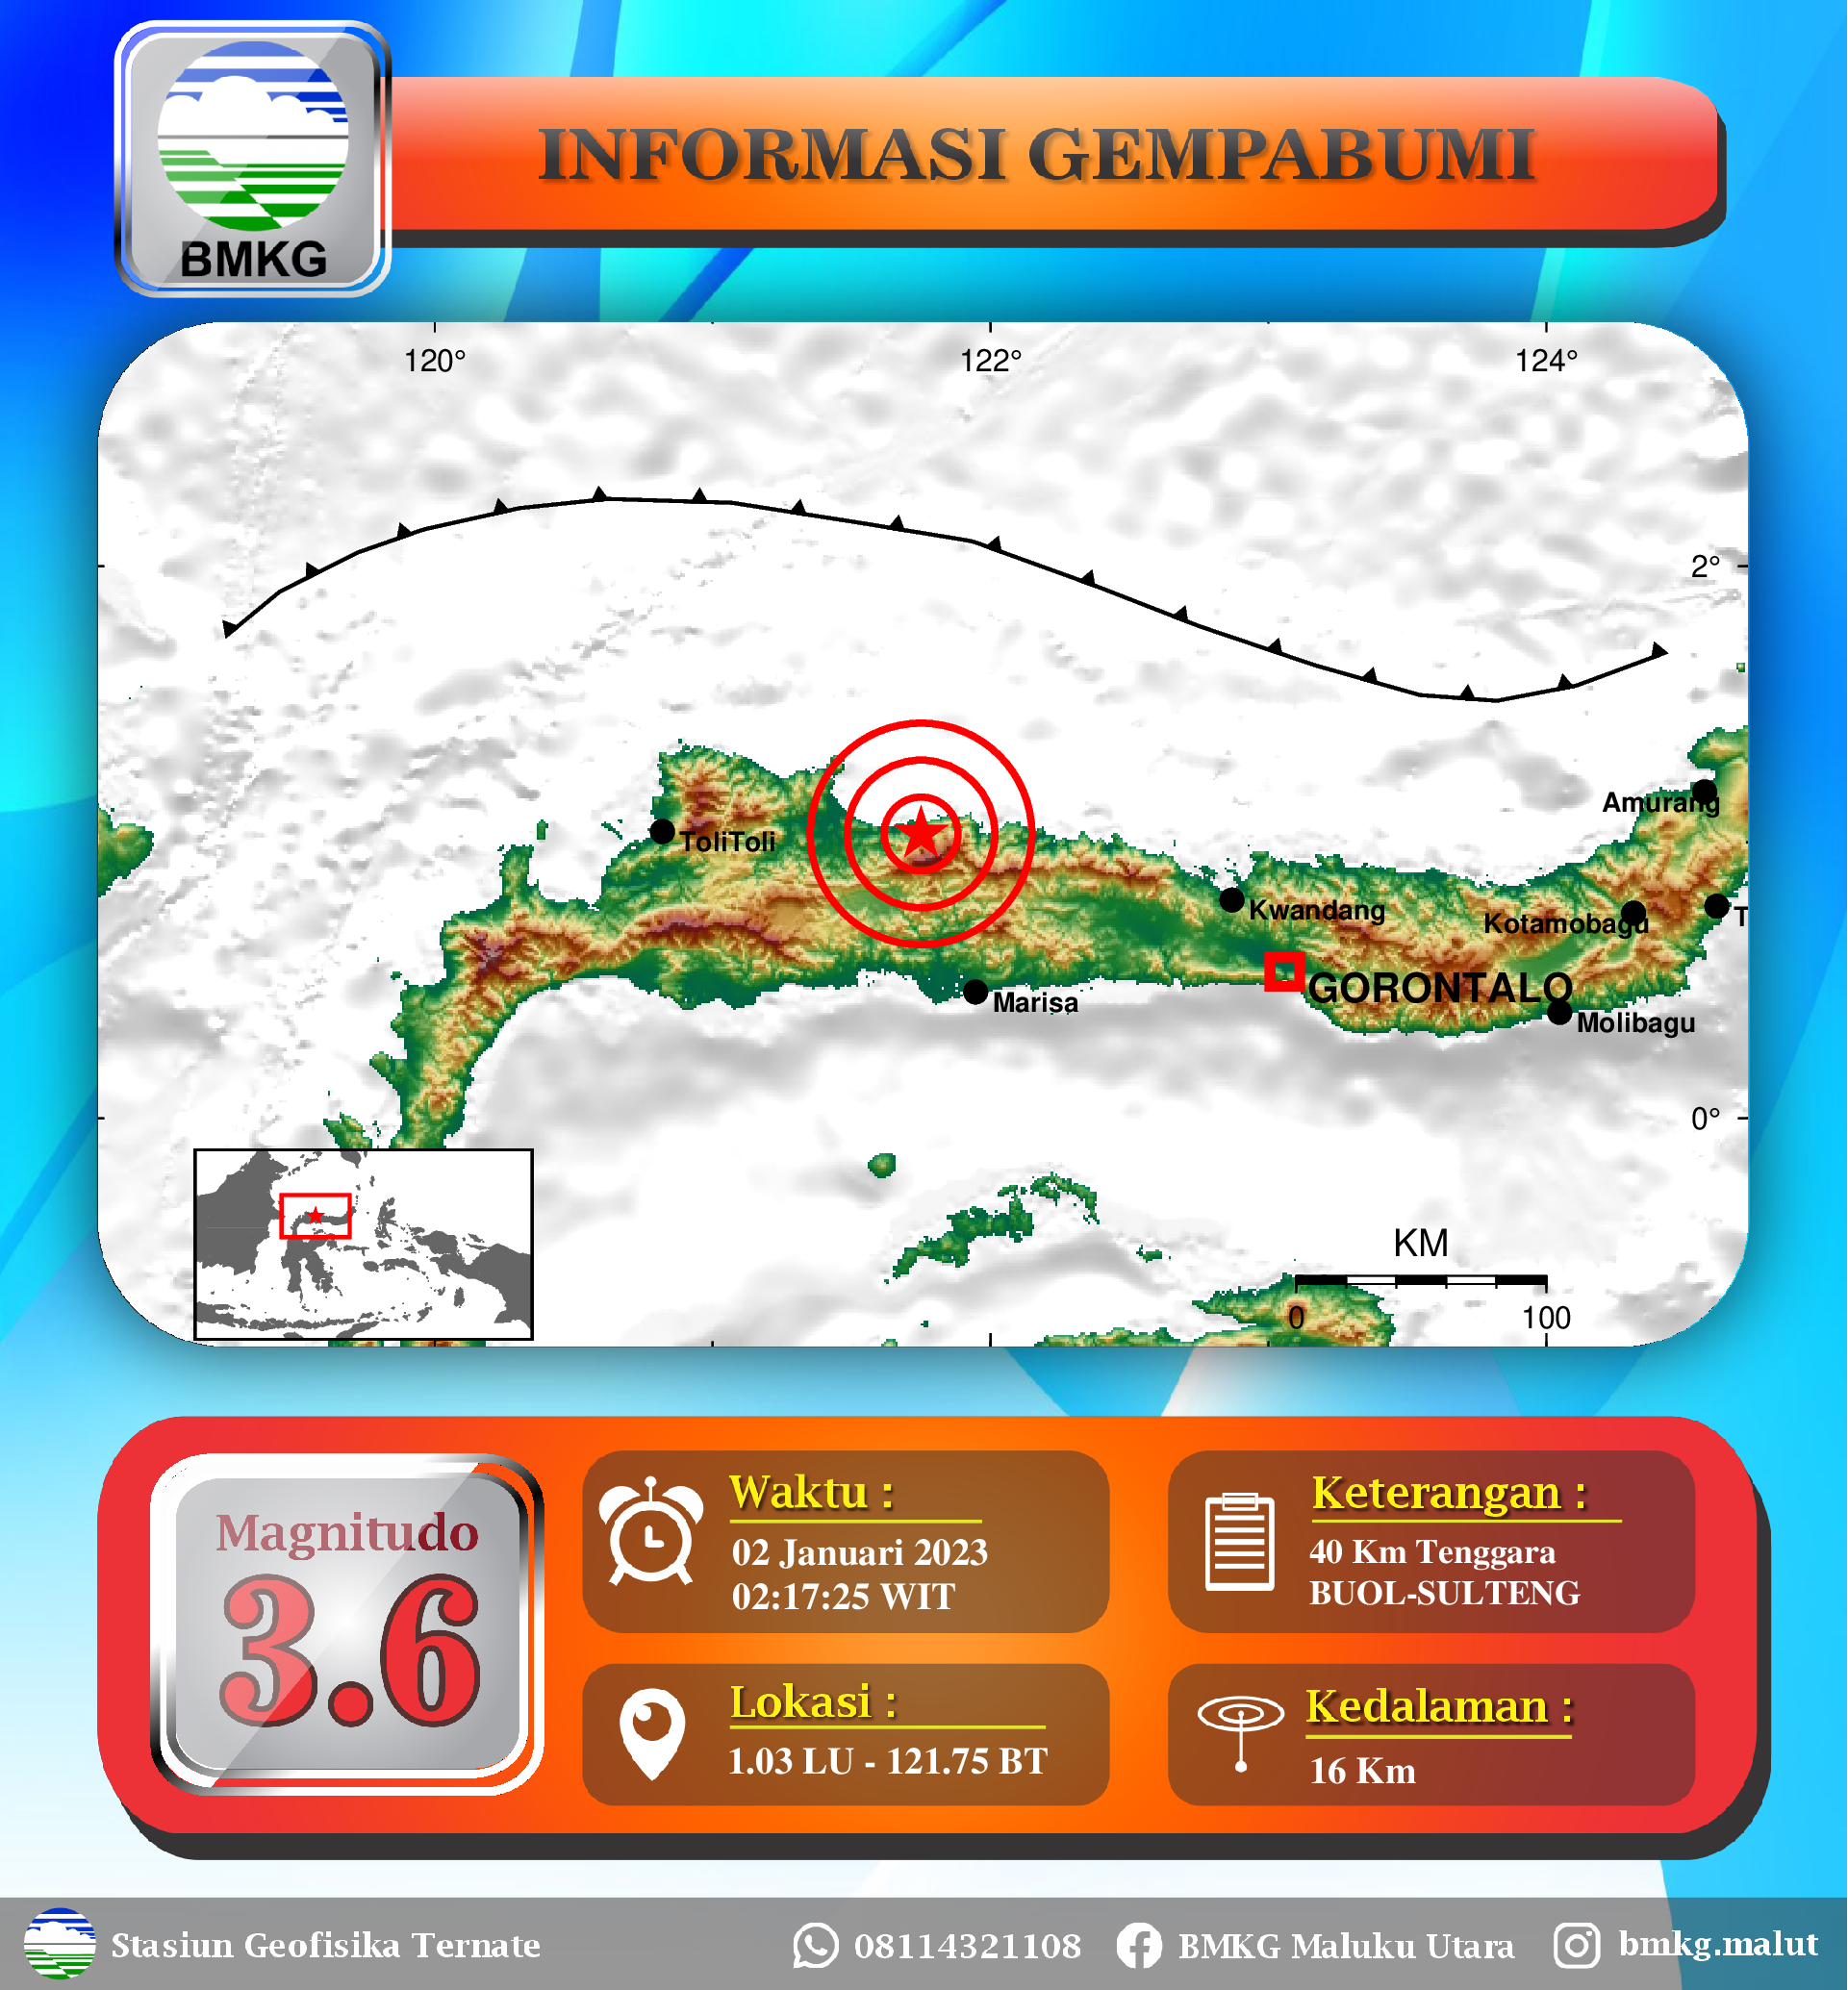 BMKG
INFORMASI GEMPABUMI
120°
122°
124°
2°
Amurang
ToliToli
Kwandang
Kotamobagu
T
GORONTALO
Marisa
Molibagu
0°
KM
0
100
Magnitudo
3.6
Waktu :
02 Januari 2023
02:17:25 WIT
Keterangan :
40 Km Tenggara
BUOL-SULTENG
Lokasi :
1.03 LU - 121.75 BT
Kedalaman :
16 Km
Stasiun Geofisika Ternate
08114321108
BMKG Maluku Utara
bmkg.malut